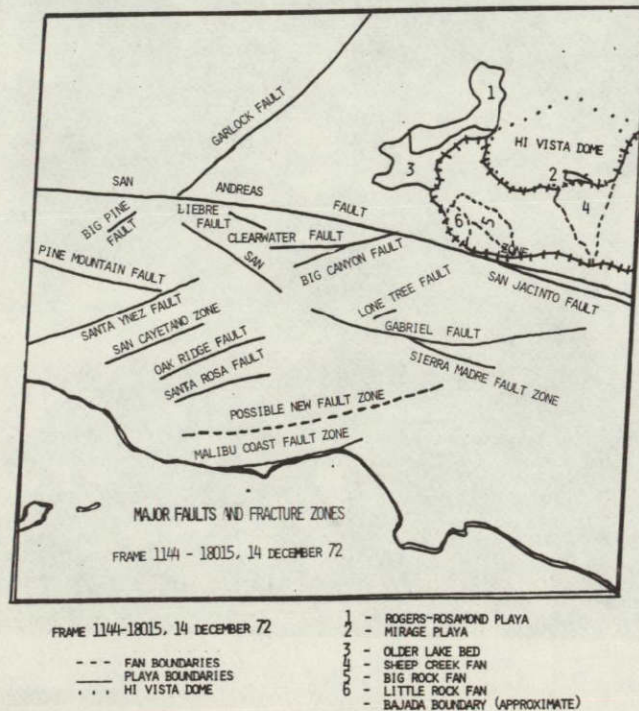 1
GARLOCK FAULT
HI VISTA DOME
2
3
4
SAN ANDREAS FAULT ZONE
BIG PINE FAULT
LIEBRE FAULT
6
5
CLEARWATER FAULT
PINE MOUNTAIN FAULT
SAN
BIG CANYON FAULT
SAN JACINTO FAULT
LONE TREE FAULT
SANTA YNEZ FAULT
GABRIEL FAULT
SAN CAYETANO ZONE
OAK RIDGE FAULT
SIERRA MADRE FAULT ZONE
SANTA ROSA FAULT
POSSIBLE NEW FAULT ZONE
MALIBU COAST FAULT ZONE
MAJOR FAULTS AND FRACTURE ZONES
FRAME 1144 - 18015, 14 DECEMBER 72
FRAME 1144-18015, 14 DECEMBER 72
---- FAN BOUNDARIES
—— PLAYA BOUNDARIES
.... HI VISTA DOME
1 - ROGERS-ROSAMOND PLAYA
2 - MIRAGE PLAYA
3 - OLDER LAKE BED
4 - SHEEP CREEK FAN
5 - BIG ROCK FAN
6 - LITTLE ROCK FAN
- BAJADA BOUNDARY (APPROXIMATE)